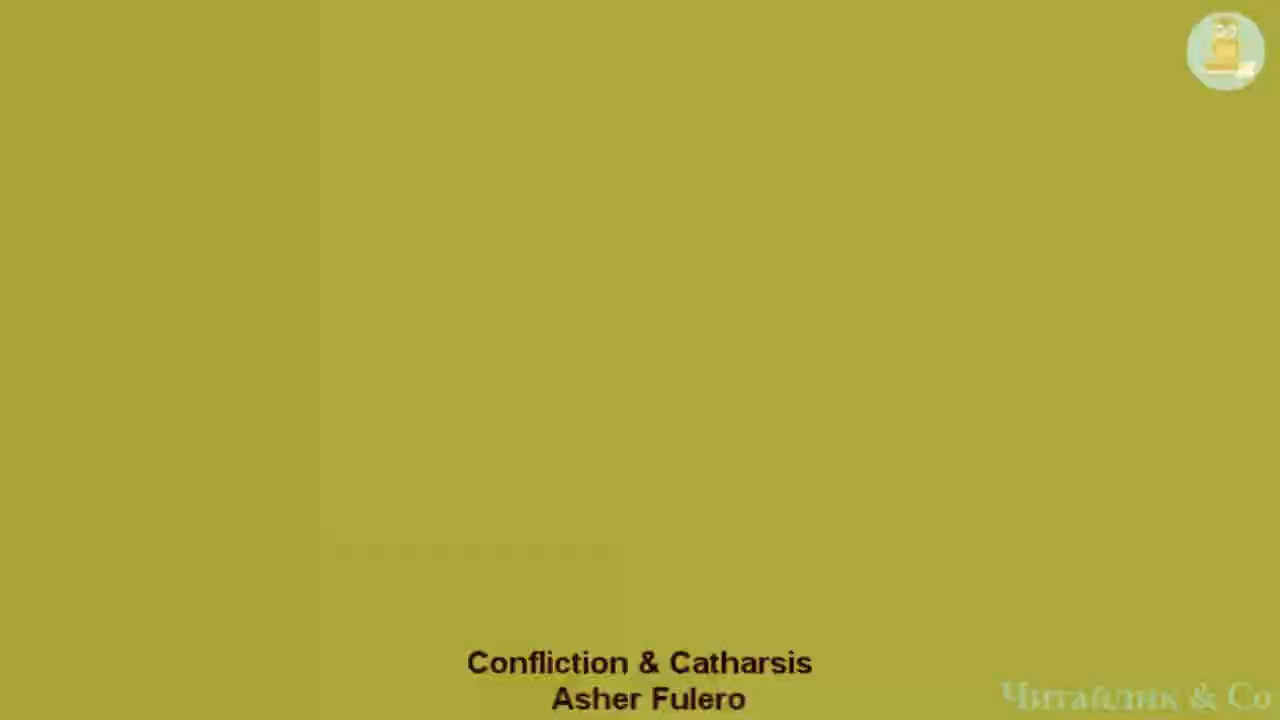 Confliction & Catharsis
Asher Fulero
Читайлик & Co